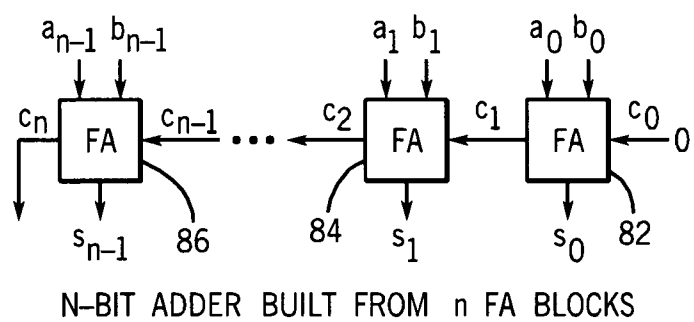 a_{n-1} b_{n-1} a_1 b_1 a_0 b_0
c_n FA c_{n-1} ••• c_2 FA c_1 FA c_0 0
s_{n-1} 86 84 s_1 s_0 82
N-BIT ADDER BUILT FROM n FA BLOCKS